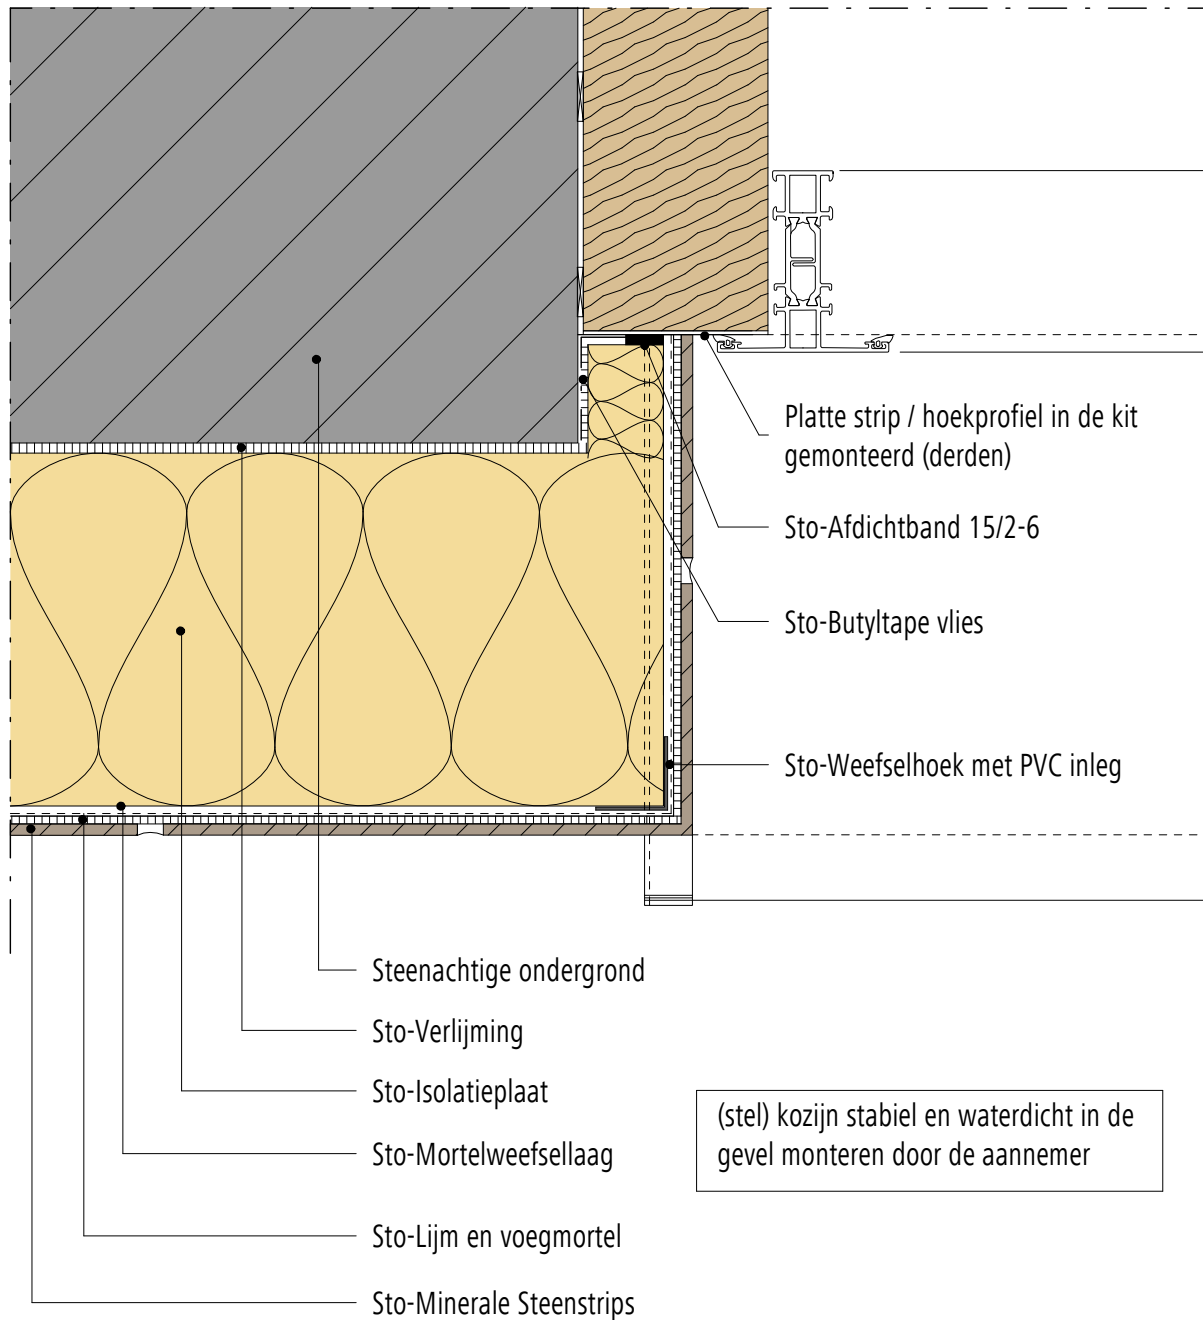 Platte strip / hoekprofiel in de kit
gemonteerd (derden)
Sto-Afdichtband 15/2-6
Sto-Butyltape vlies
Sto-Weefselhoek met PVC inleg
Steenachtige ondergrond
Sto-Verlijming
Sto-Isolatieplaat
Sto-Mortelweefsellaag
Sto-Lijm en voegmortel
Sto-Minerale Steenstrips
(stel) kozijn stabiel en waterdicht in de
gevel monteren door de aannemer